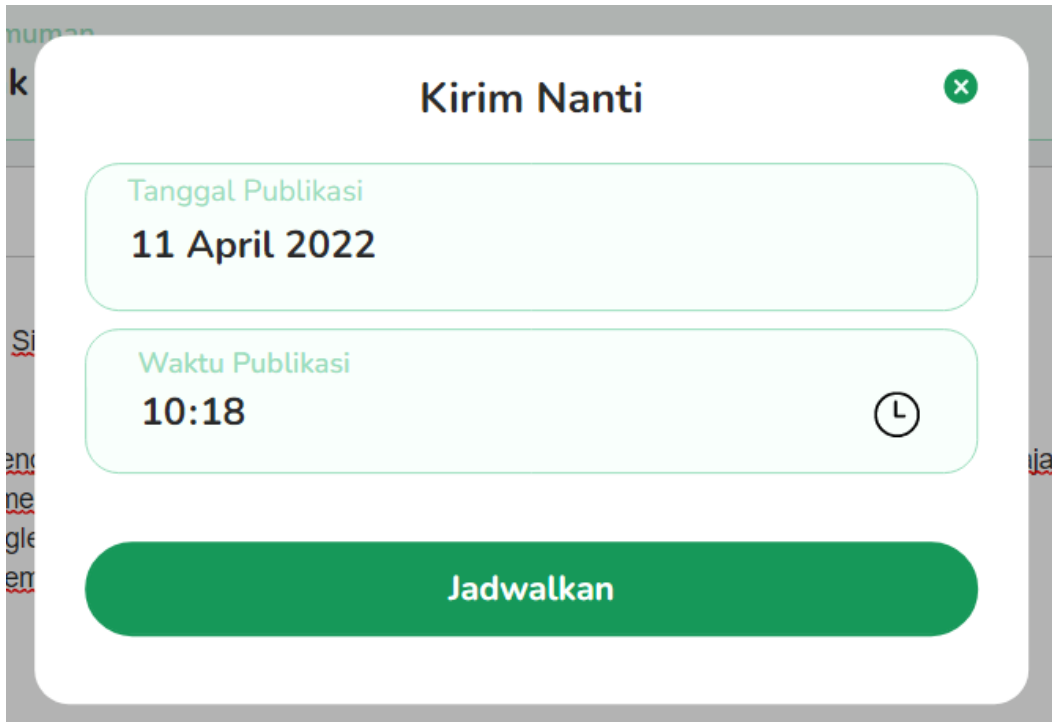 Kirim Nanti
Tanggal Publikasi
11 April 2022
Waktu Publikasi
10:18
Jadwalkan